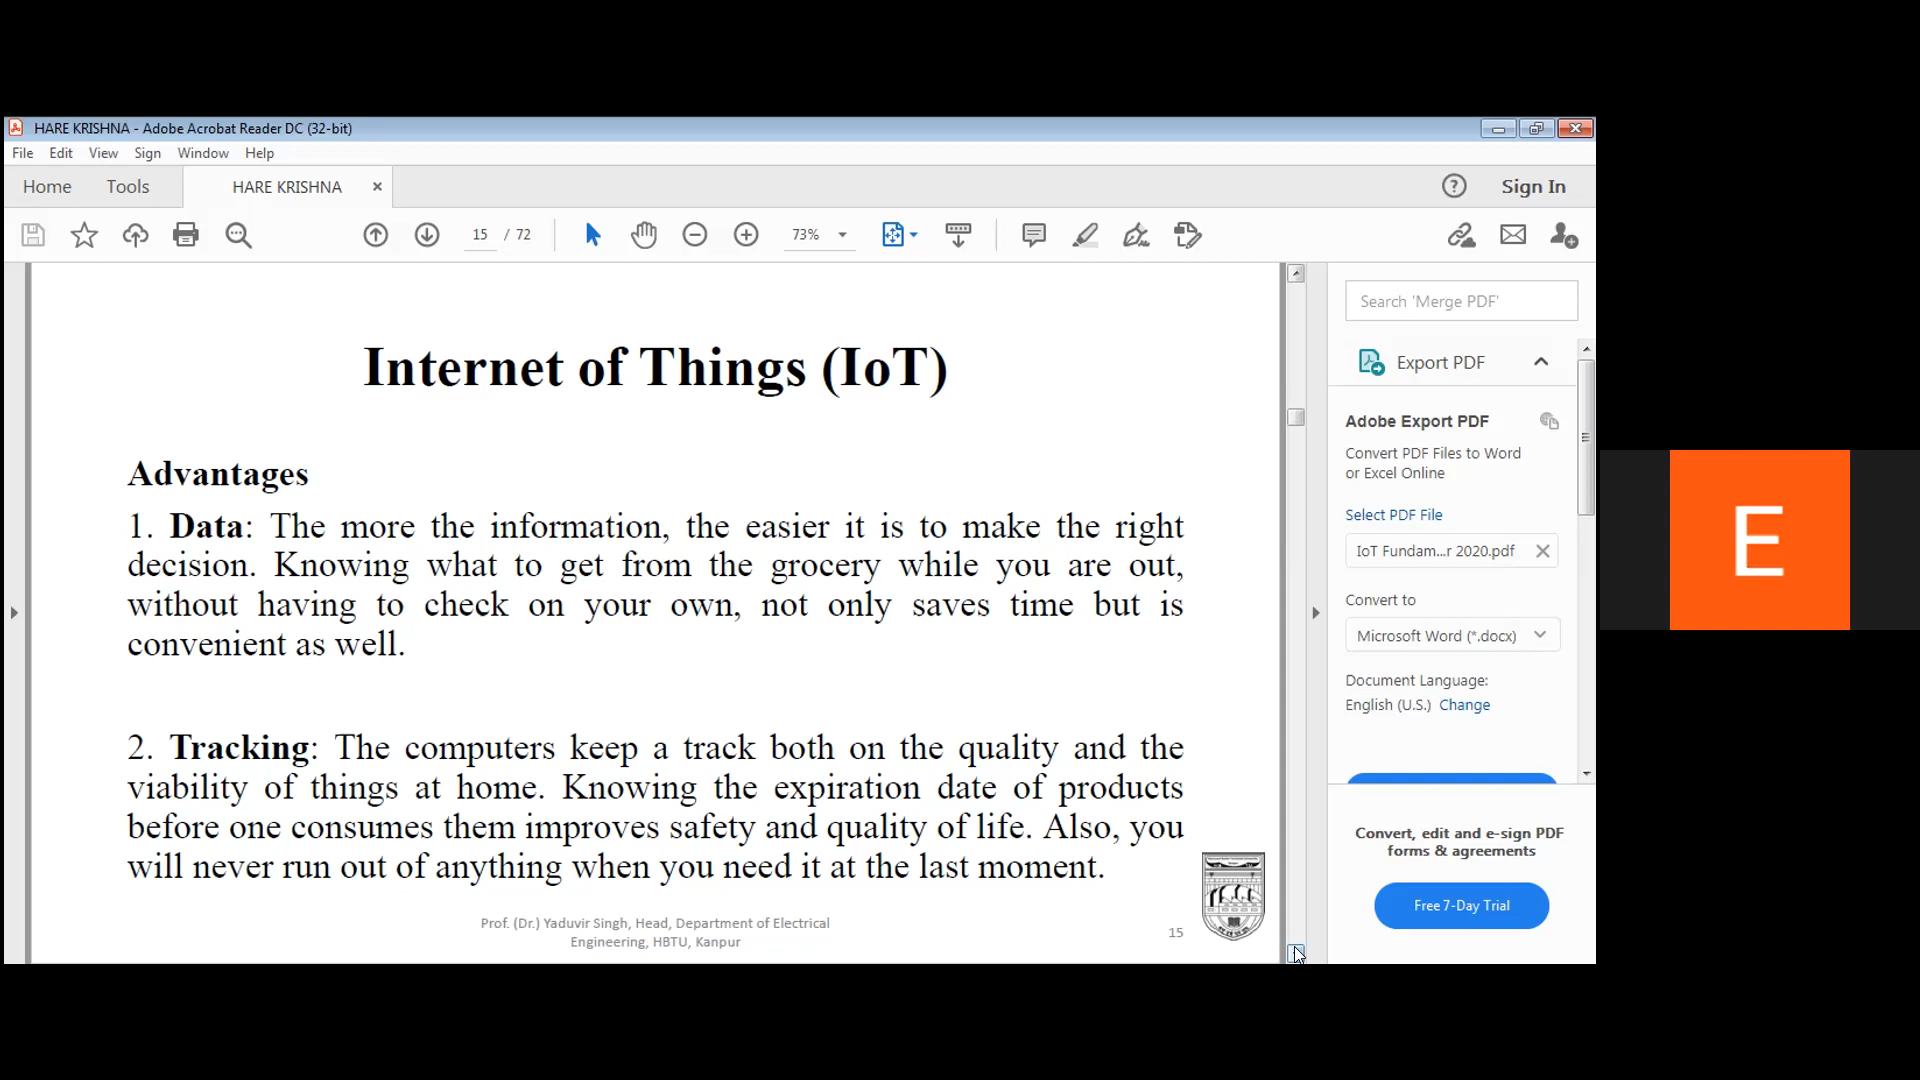 HARE KRISHNA - Adobe Acrobat Reader DC (32-bit)
File Edit View Sign Window Help
Home Tools HARE KRISHNA × ? Sign In
15 / 72 73%
Internet of Things (IoT)
Advantages
1. Data: The more the information, the easier it is to make the right
decision. Knowing what to get from the grocery while you are out,
without having to check on your own, not only saves time but is
convenient as well.
2. Tracking: The computers keep a track both on the quality and the
viability of things at home. Knowing the expiration date of products
before one consumes them improves safety and quality of life. Also, you
will never run out of anything when you need it at the last moment.
Prof. (Dr.) Yaduvir Singh, Head, Department of Electrical
Engineering, HBTU, Kanpur
15
Search 'Merge PDF'
Export PDF
Adobe Export PDF
Convert PDF Files to Word
or Excel Online
Select PDF File
IoT Fundam...r 2020.pdf
Convert to
Microsoft Word (*.docx)
Document Language:
English (U.S.) Change
Convert, edit and e-sign PDF
forms & agreements
Free 7-Day Trial
E